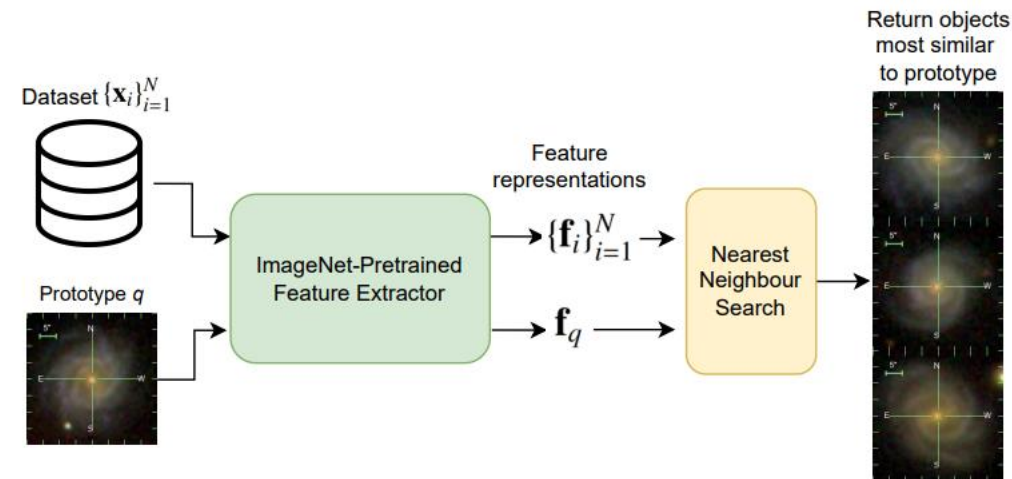 Return objects
most similar
to prototype
Dataset {x_i}_{i=1}^N
Feature
representations
ImageNet-Pretrained
Feature Extractor
{f_i}_{i=1}^N
Nearest
Neighbour
Search
Prototype q
f_q
5"
N
E
W
S
5"
N
E
W
S
5"
N
E
W
S
5"
N
E
W
S